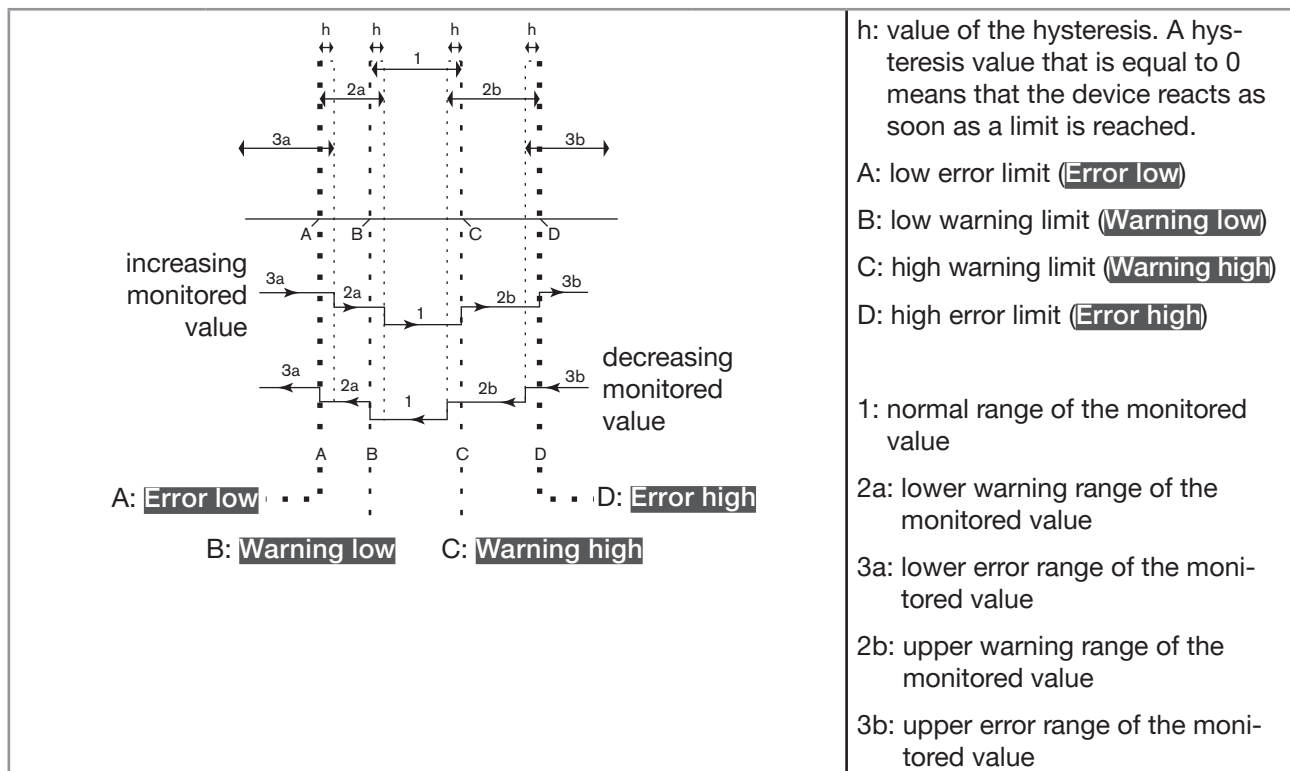 h h h h
1
2a 2b
3a 3b
A B C D
increasing
monitored
value
3a 2a 1 2b 3b
decreasing
monitored
value
3a 2a 1 2b 3b
A B C D
A: Error low
D: Error high
B: Warning low C: Warning high
h: value of the hysteresis. A hys-
teresis value that is equal to 0
means that the device reacts as
soon as a limit is reached.
A: low error limit (Error low)
B: low warning limit (Warning low)
C: high warning limit (Warning high)
D: high error limit (Error high)
1: normal range of the monitored
value
2a: lower warning range of the
monitored value
3a: lower error range of the moni-
tored value
2b: upper warning range of the
monitored value
3b: upper error range of the moni-
tored value